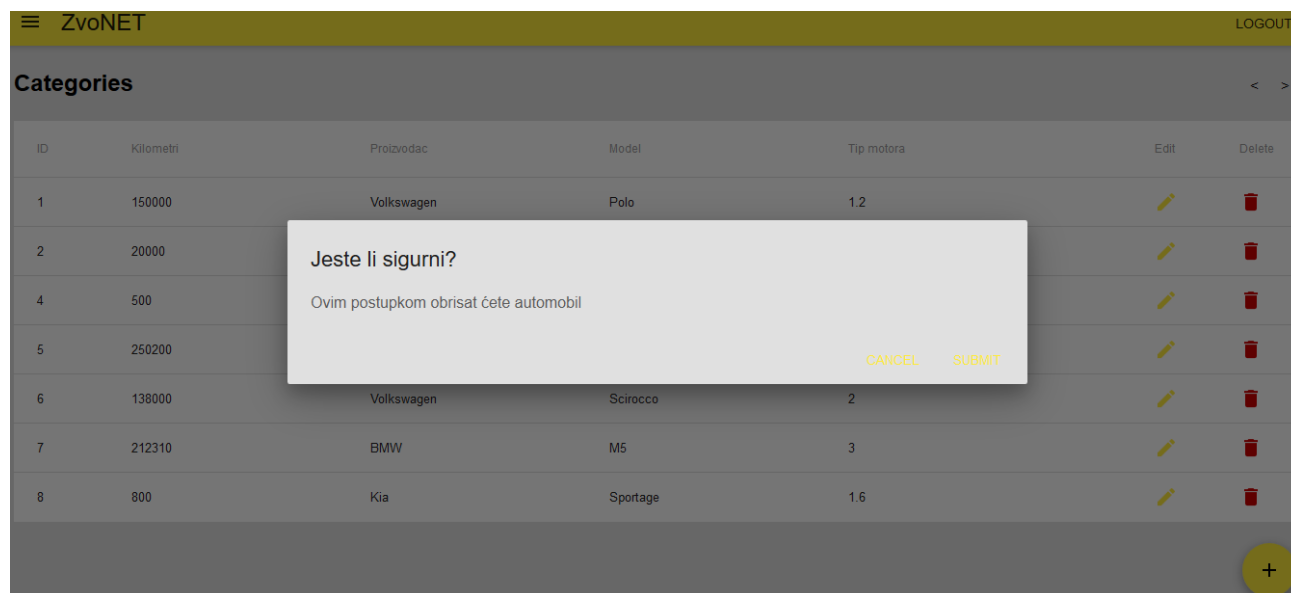 ZvoNET LOGOUT
Categories < >
ID Kilometri Proizvodac Model Tip motora Edit Delete
1 150000 Volkswagen Polo 1.2
2 20000
4 500
5 250200
Jeste li sigurni?
Ovim postupkom obrisat ćete automobil
CANCEL SUBMIT
6 138000 Volkswagen Scirocco 2
7 212310 BMW M5 3
8 800 Kia Sportage 1.6
+